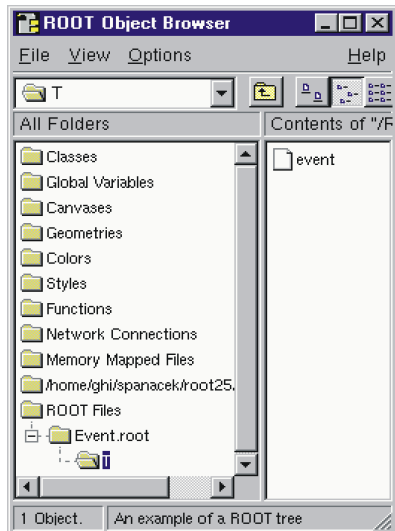 ROOT Object Browser
File View Options Help
T
All Folders
Contents of "/R
Classes
Global Variables
Canvases
Geometries
Colors
Styles
Functions
Network Connections
Memory Mapped Files
/home/ghi/spanacek/root25.
ROOT Files
Event.root
T
event
1 Object.
An example of a ROOT tree